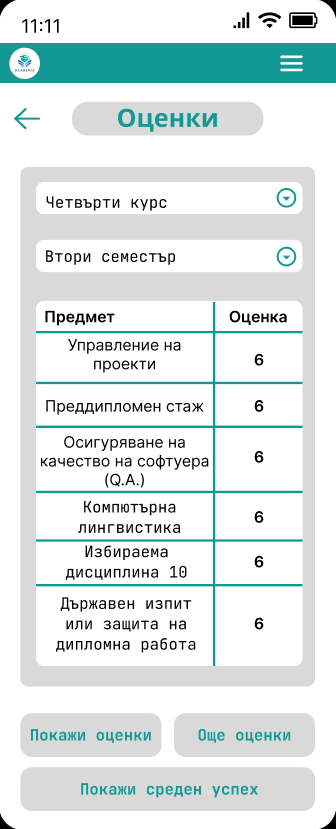 11:11
ACADEMIX
Оценки
Четвърти курс
Втори семестър
Предмет Оценка
Управление на
проекти 6
Преддипломен стаж 6
Осигуряване на
качество на софтуера 6
(Q.A.)
Компютърна
лингвистика 6
Избираема
дисциплина 10 6
Държавен изпит
или защита на 6
дипломна работа
Покажи оценки Още оценки
Покажи среден успех